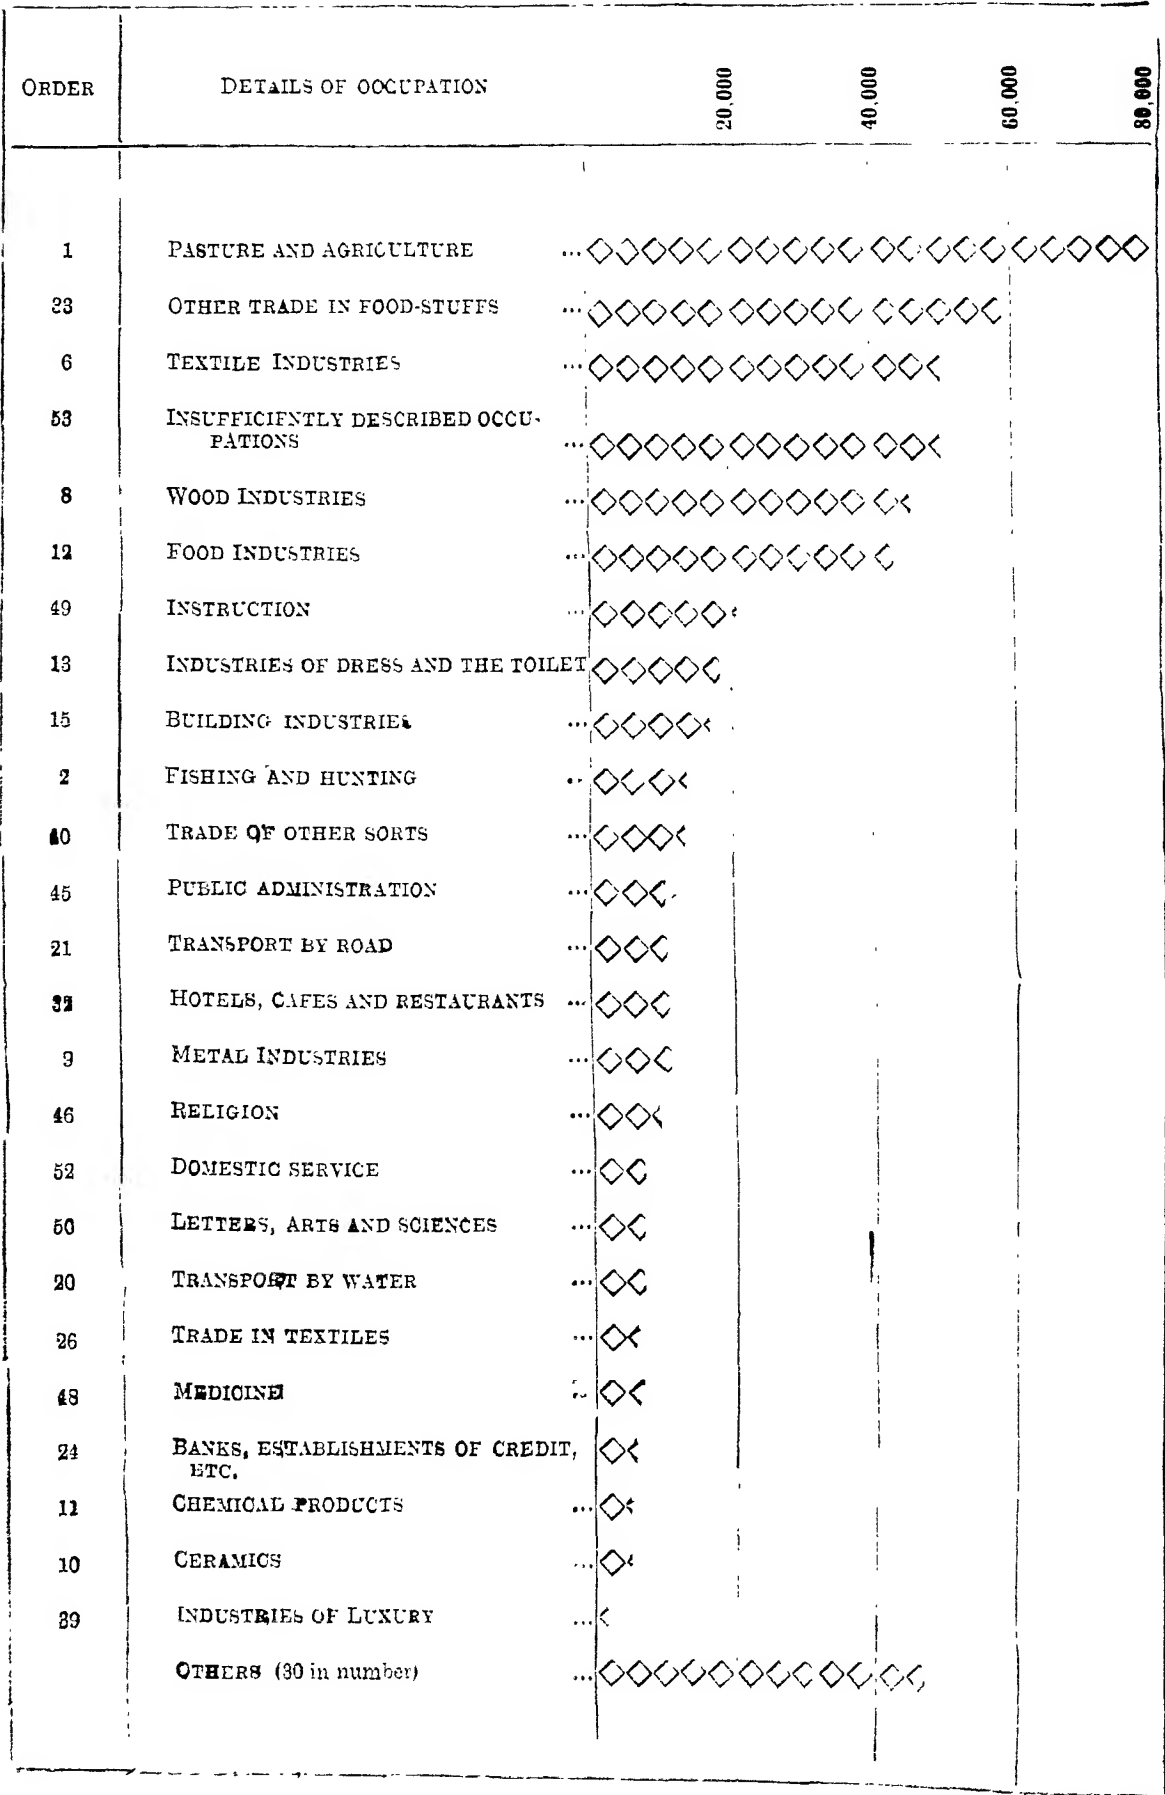 ORDER DETAILS OF OCCUPATION 20,000 40,000 60,000 80,000
1 PASTURE AND AGRICULTURE ...
23 OTHER TRADE IN FOOD-STUFFS ...
6 TEXTILE INDUSTRIES ...
53 INSUFFICIENTLY DESCRIBED OCCU-
PATIONS ...
8 WOOD INDUSTRIES ...
12 FOOD INDUSTRIES ...
49 INSTRUCTION ...
13 INDUSTRIES OF DRESS AND THE TOILET
15 BUILDING INDUSTRIES ...
2 FISHING AND HUNTING ...
40 TRADE OF OTHER SORTS ...
45 PUBLIC ADMINISTRATION ...
21 TRANSPORT BY ROAD ...
32 HOTELS, CAFES AND RESTAURANTS ...
9 METAL INDUSTRIES ...
46 RELIGION ...
52 DOMESTIC SERVICE ...
50 LETTERS, ARTS AND SCIENCES ...
20 TRANSPORT BY WATER ...
26 TRADE IN TEXTILES ...
48 MEDICINE ...
24 BANKS, ESTABLISHMENTS OF CREDIT,
ETC.
11 CHEMICAL PRODUCTS ...
10 CERAMICS ...
39 INDUSTRIES OF LUXURY ...
OTHERS (30 in number) ...